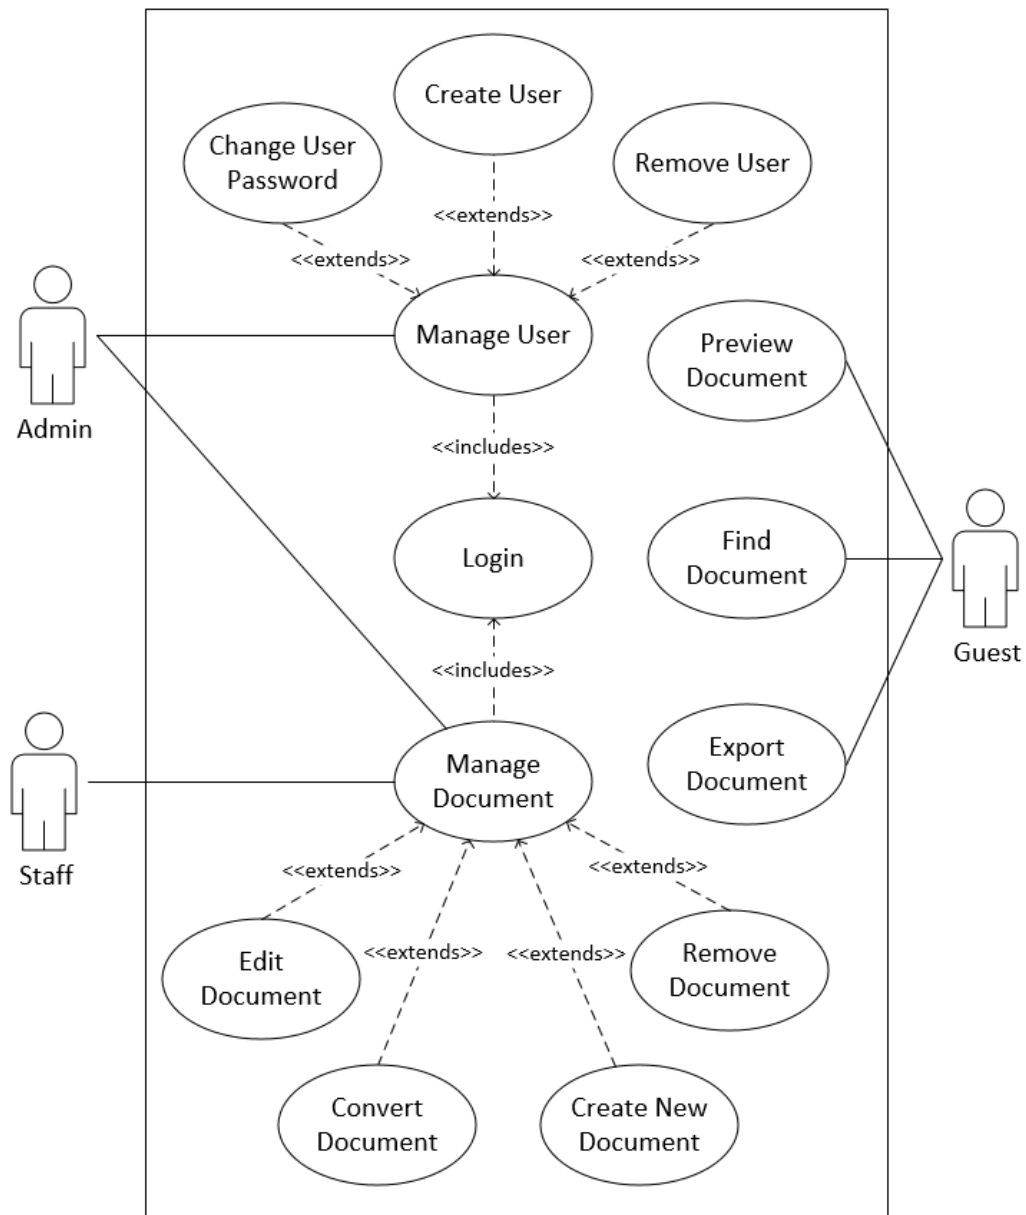 Create User
Change User
Password
Remove User
<<extends>>
<<extends>>
<<extends>>
Manage User
Preview
Document
Admin
<<includes>>
Login
Find
Document
Guest
<<includes>>
Manage
Document
Export
Document
Staff
<<extends>>
<<extends>>
<<extends>>
<<extends>>
Edit
Document
Remove
Document
Convert
Document
Create New
Document